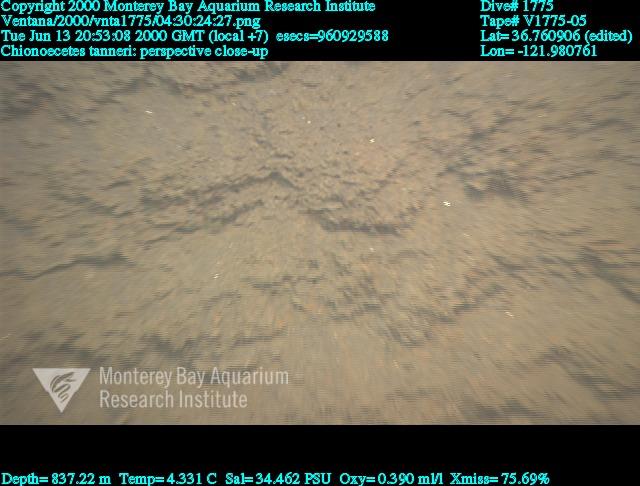 Copyright 2000 Monterey Bay Aquarium Research Institute
Dive# 1775
Ventana/2000/vnta1775/04:30:24:27.png
Tape# V1775-05
Tue Jun 13 20:53:08 2000 GMT (local +7) esecs=960929588
Lat= 36.760906 (edited)
Chionoecetes tanneri: perspective close-up
Lon= -121.980761
Monterey Bay Aquarium
Research Institute
Depth= 837.22 m Temp= 4.331 C Sal= 34.462 PSU Oxy= 0.390 ml/l Xmiss= 75.69%